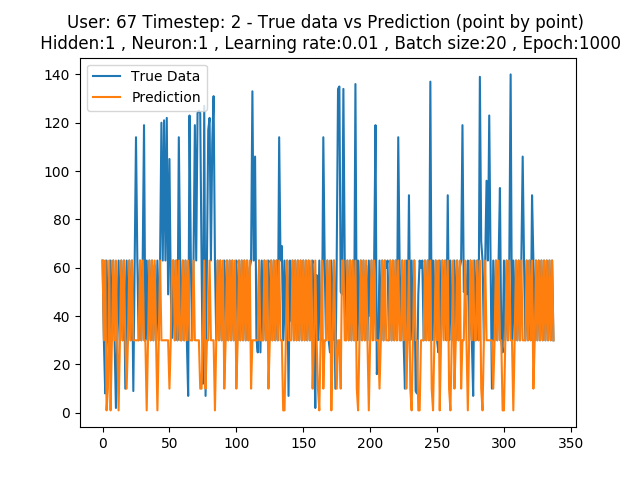 User: 67 Timestep: 2 - True data vs Prediction (point by point)
Hidden:1 , Neuron:1 , Learning rate:0.01 , Batch size:20 , Epoch:1000
True Data
Prediction
140
120
100
80
60
40
20
0
0 50 100 150 200 250 300 350